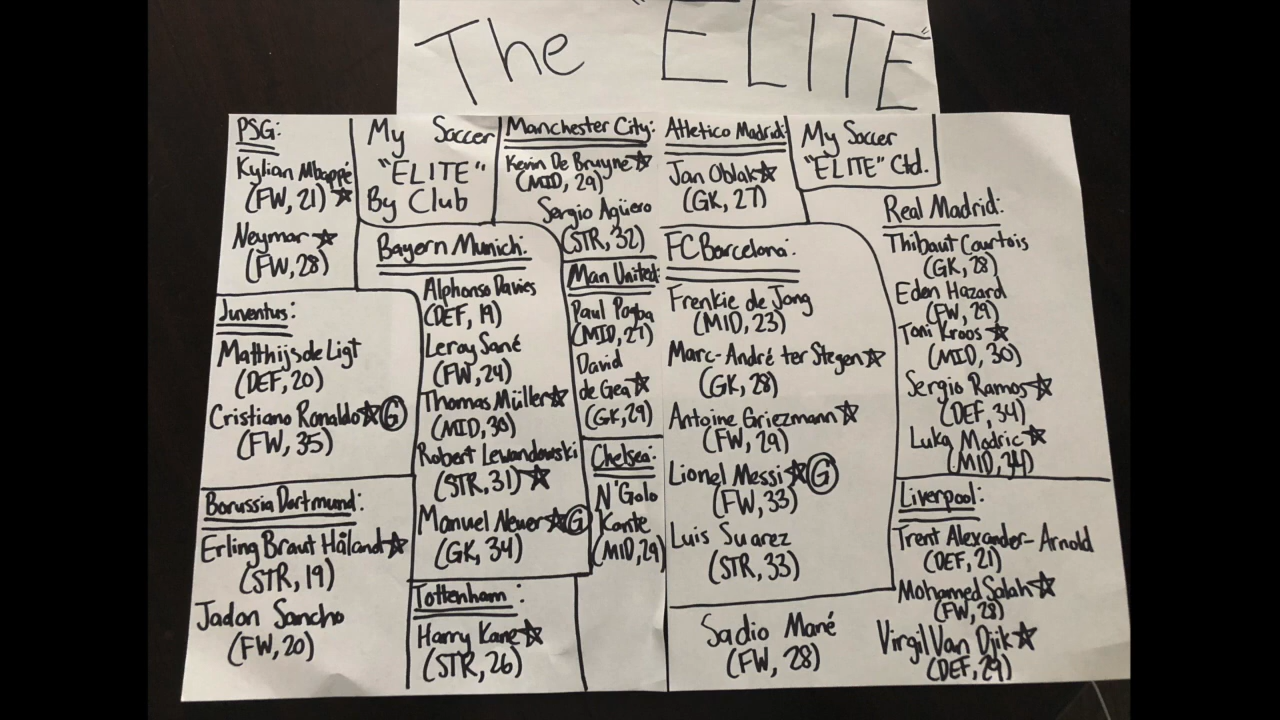 The "ELITE"
PSG:
Kylian Mbappé
(FW, 21) ☆
Neymar ☆
(FW, 28)
Juventus:
Matthijs de Ligt
(DEF, 20)
Cristiano Ronaldo ☆ G
(FW, 35)
Borussia Dortmund:
Erling Braut Håland ☆
(STR, 19)
Jadon Sancho
(FW, 20)
My Soccer
"ELITE"
By Club
Bayern Munich:
Alphonso Davies
(DEF, 19)
Leroy Sané
(FW, 24)
Thomas Müller ☆
(MID, 30)
Robert Lewandowski
(STR, 31) ☆
Manuel Neuer ☆ G
(GK, 34)
Tottenham:
Harry Kane ☆
(STR, 26)
Manchester City:
Kevin De Bruyne ☆
(MID, 29)
Sergio Agüero
(STR, 32)
Man United:
Paul Pogba
(MID, 27)
David
de Gea ☆
(GK, 29)
Chelsea:
N'Golo
Kante
(MID, 29)
Atletico Madrid:
Jan Oblak ☆
(GK, 27)
FC Barcelona:
Frenkie de Jong
(MID, 23)
Marc-André ter Stegen ☆
(GK, 28)
Antoine Griezmann ☆
(FW, 29)
Lionel Messi ☆ G
(FW, 33)
Luis Suarez
(STR, 33)
My Soccer
"ELITE" Ctd.
Real Madrid:
Thibaut Courtois
(GK, 28)
Eden Hazard
(FW, 29)
Toni Kroos ☆
(MID, 30)
Sergio Ramos ☆
(DEF, 34)
Luka Modric ☆
(MID, 34)
Liverpool:
Trent Alexander-Arnold
(DEF, 21)
Mohamed Salah ☆
(FW, 28)
Virgil Van Djik ☆
(DEF, 29)
Sadio Mané
(FW, 28)